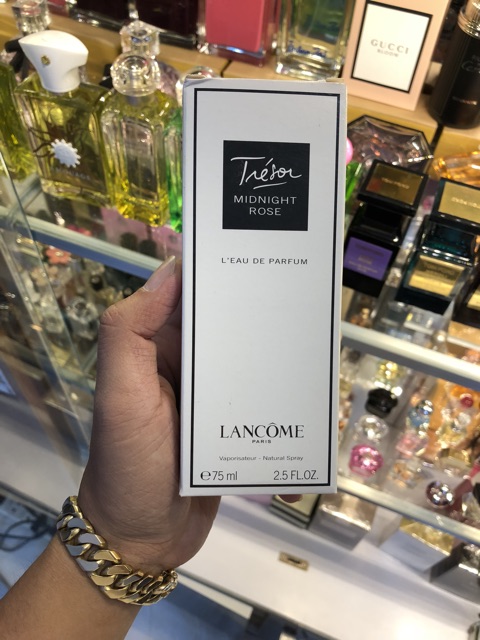 GUCCI
BLOOM
Trésor
MIDNIGHT
ROSE
L'EAU DE PARFUM
LANCÔME
PARIS
Vaporisateur - Natural Spray
℮75 ml 2.5 FL.OZ.